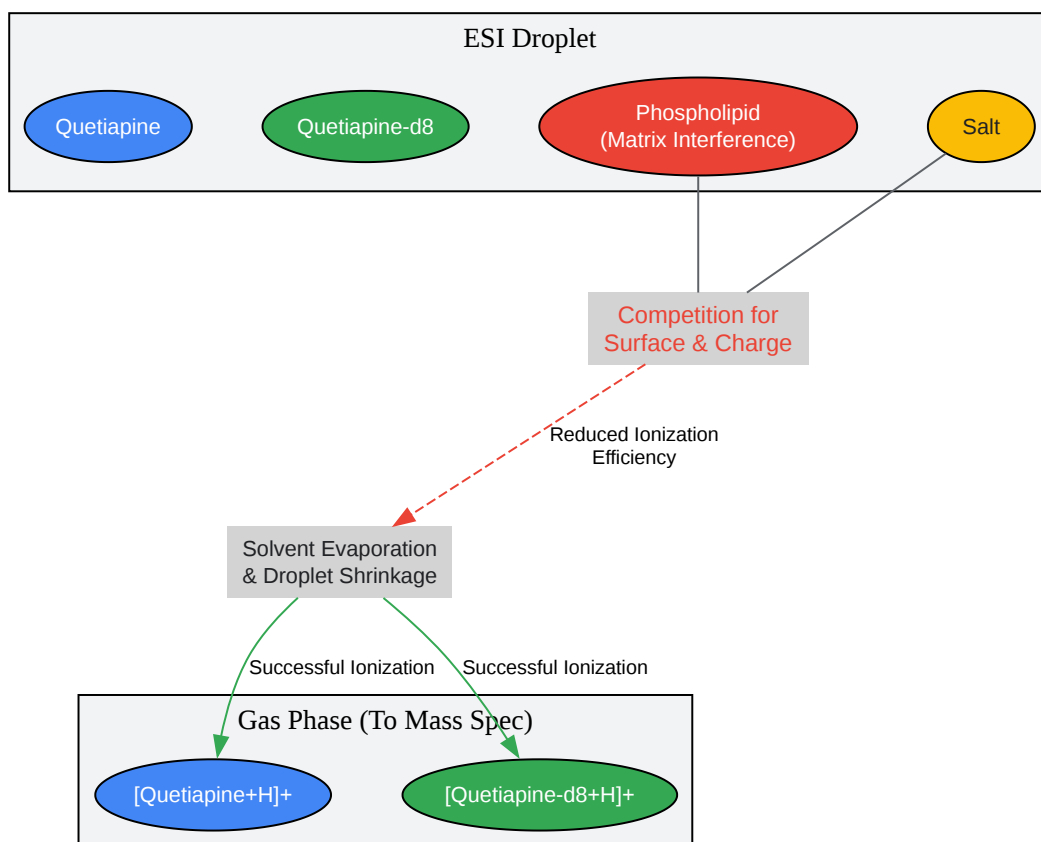 ESI Droplet
Quetiapine
Quetiapine-d8
Phospholipid
(Matrix Interference)
Salt
Competition for
Surface & Charge
Reduced Ionization
Efficiency
Solvent Evaporation
& Droplet Shrinkage
Successful Ionization
Successful Ionization
Gas Phase (To Mass Spec)
[Quetiapine+H]+
[Quetiapine-d8+H]+